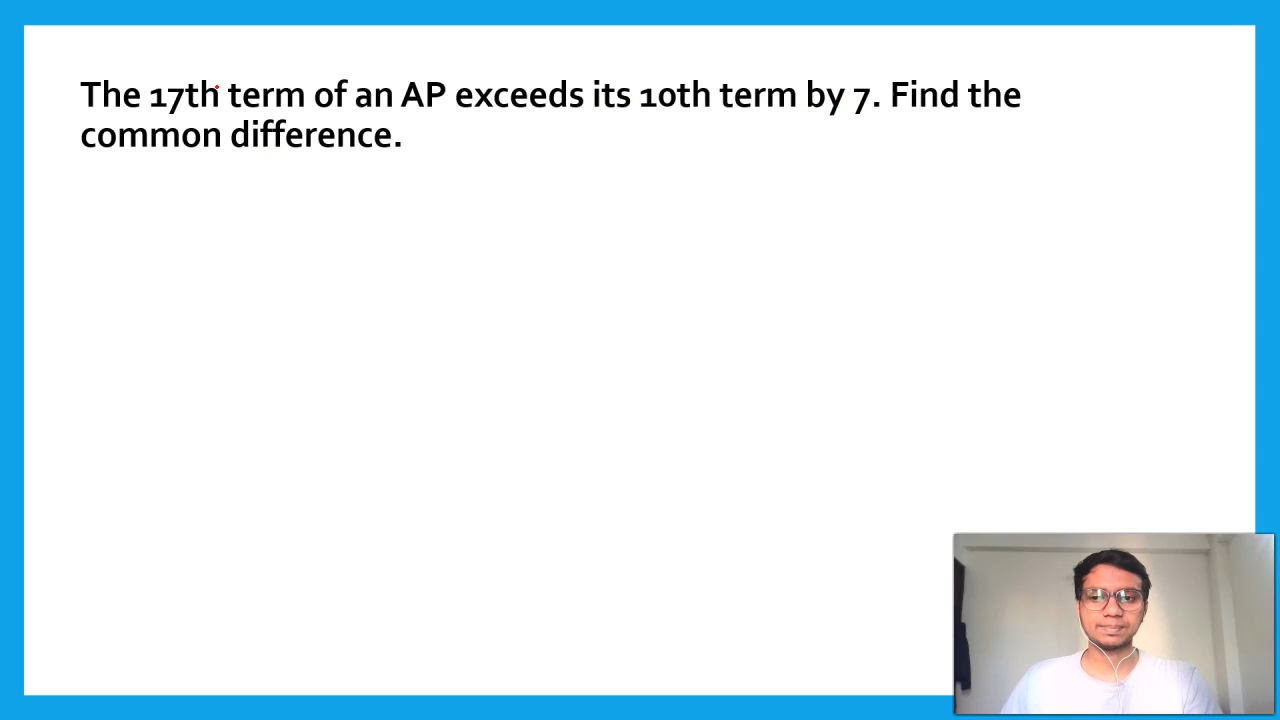 The 17th term of an AP exceeds its 10th term by 7. Find the
common difference.